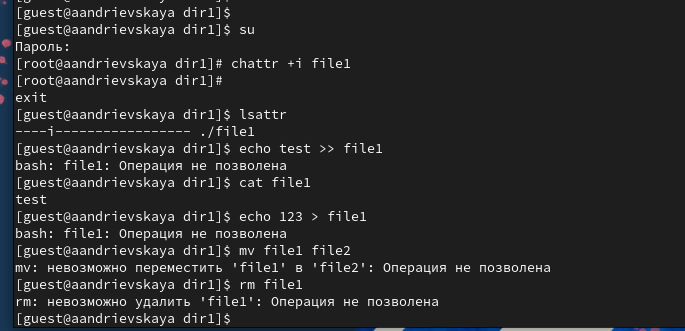 [guest@aandrievskaya dir1]$
[guest@aandrievskaya dir1]$ su
Пароль:
[root@aandrievskaya dir1]# chattr +i file1
[root@aandrievskaya dir1]#
exit
[guest@aandrievskaya dir1]$ lsattr
----i----------------- ./file1
[guest@aandrievskaya dir1]$ echo test >> file1
bash: file1: Операция не позволена
[guest@aandrievskaya dir1]$ cat file1
test
[guest@aandrievskaya dir1]$ echo 123 > file1
bash: file1: Операция не позволена
[guest@aandrievskaya dir1]$ mv file1 file2
mv: невозможно переместить 'file1' в 'file2': Операция не позволена
[guest@aandrievskaya dir1]$ rm file1
rm: невозможно удалить 'file1': Операция не позволена
[guest@aandrievskaya dir1]$